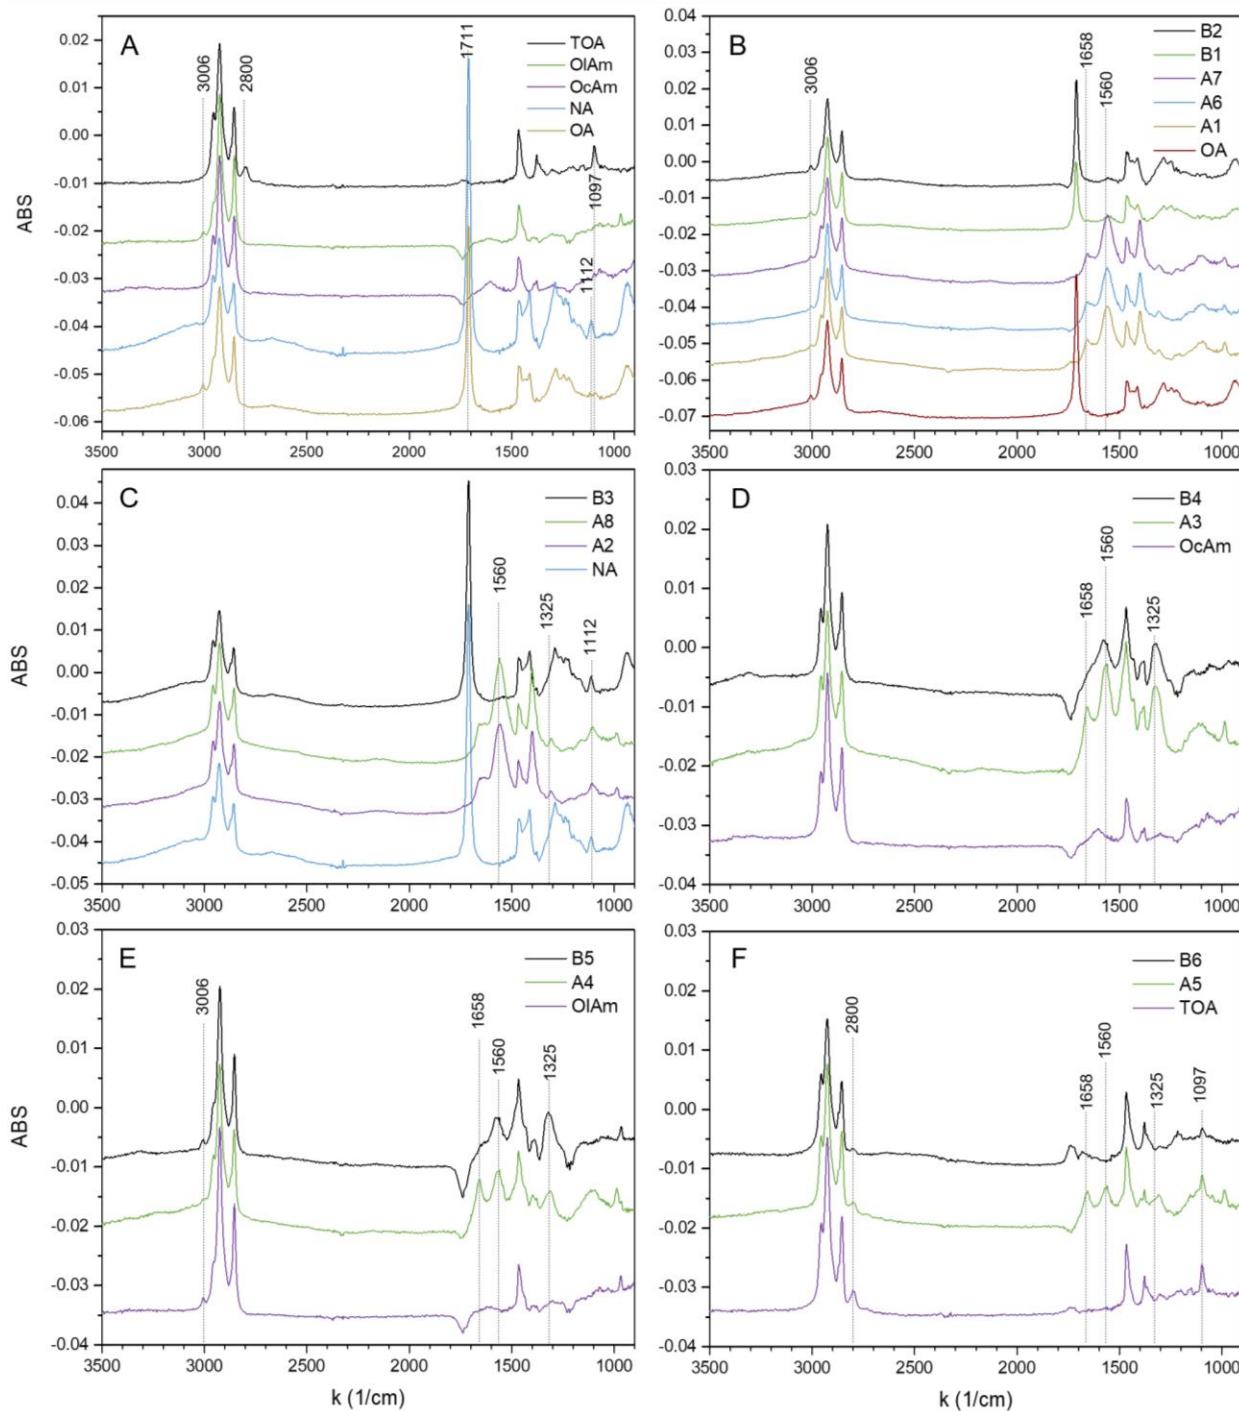 A
3006
2800
1711
1097
1112
TOA
OlAm
OcAm
NA
OA
0.02
0.01
0.00
-0.01
-0.02
-0.03
-0.04
-0.05
-0.06
ABS
3500 3000 2500 2000 1500 1000
B
3006
1658
1560
B2
B1
A7
A6
A1
OA
0.04
0.03
0.02
0.01
0.00
-0.01
-0.02
-0.03
-0.04
-0.05
-0.06
-0.07
3500 3000 2500 2000 1500 1000
C
1560
1325
1112
B3
A8
A2
NA
0.04
0.03
0.02
0.01
0.00
-0.01
-0.02
-0.03
-0.04
-0.05
ABS
3500 3000 2500 2000 1500 1000
D
1658
1560
1325
B4
A3
OcAm
0.03
0.02
0.01
0.00
-0.01
-0.02
-0.03
-0.04
3500 3000 2500 2000 1500 1000
E
3006
1658
1560
1325
B5
A4
OlAm
0.03
0.02
0.01
0.00
-0.01
-0.02
-0.03
-0.04
ABS
3500 3000 2500 2000 1500 1000
k (1/cm)
F
2800
1658
1560
1325
1097
B6
A5
TOA
0.03
0.02
0.01
0.00
-0.01
-0.02
-0.03
-0.04
3500 3000 2500 2000 1500 1000
k (1/cm)